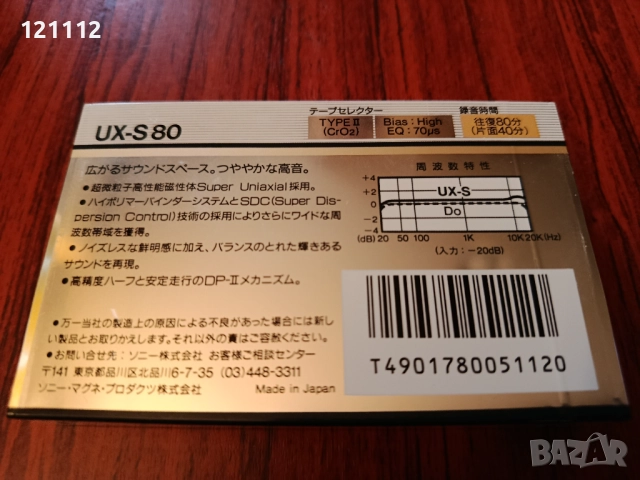 121112
テープセレクター
録音時間
UX-S 80
TYPE II
(CrO2)
Bias: High
EQ: 70μs
往復80分
(片面40分)
広がるサウンドスペース。つややかな高音。
●超微粒子高性能磁性体Super Uniaxial採用。
●ハイポリマーバインダーシステムとSDC(Super Dis-
persion Control)技術の採用によりさらにワイドな周
波数帯域を獲得。
●ノイズレスな鮮明感に加え、バランスのとれた輝きある
サウンドを再現。
●高精度ハーフと安定走行のDP-IIメカニズム。
周波数特性
+4
+2
0
-2
-4
UX-S
Do
(dB) 20 50 100 1K 10K 20K(Hz)
(入力:-20dB)
●万一当社の製造上の原因による不良があった場合には新し
い製品とお取りかえします。それ以外の責はご容赦ください。
●お問い合せ先:ソニー株式会社 お客様ご相談センター
〒141 東京都品川区北品川6-7-35 (03)448-3311
ソニー・マグネ・プロダクツ株式会社 Made in Japan
T4901780051120
BAZAR